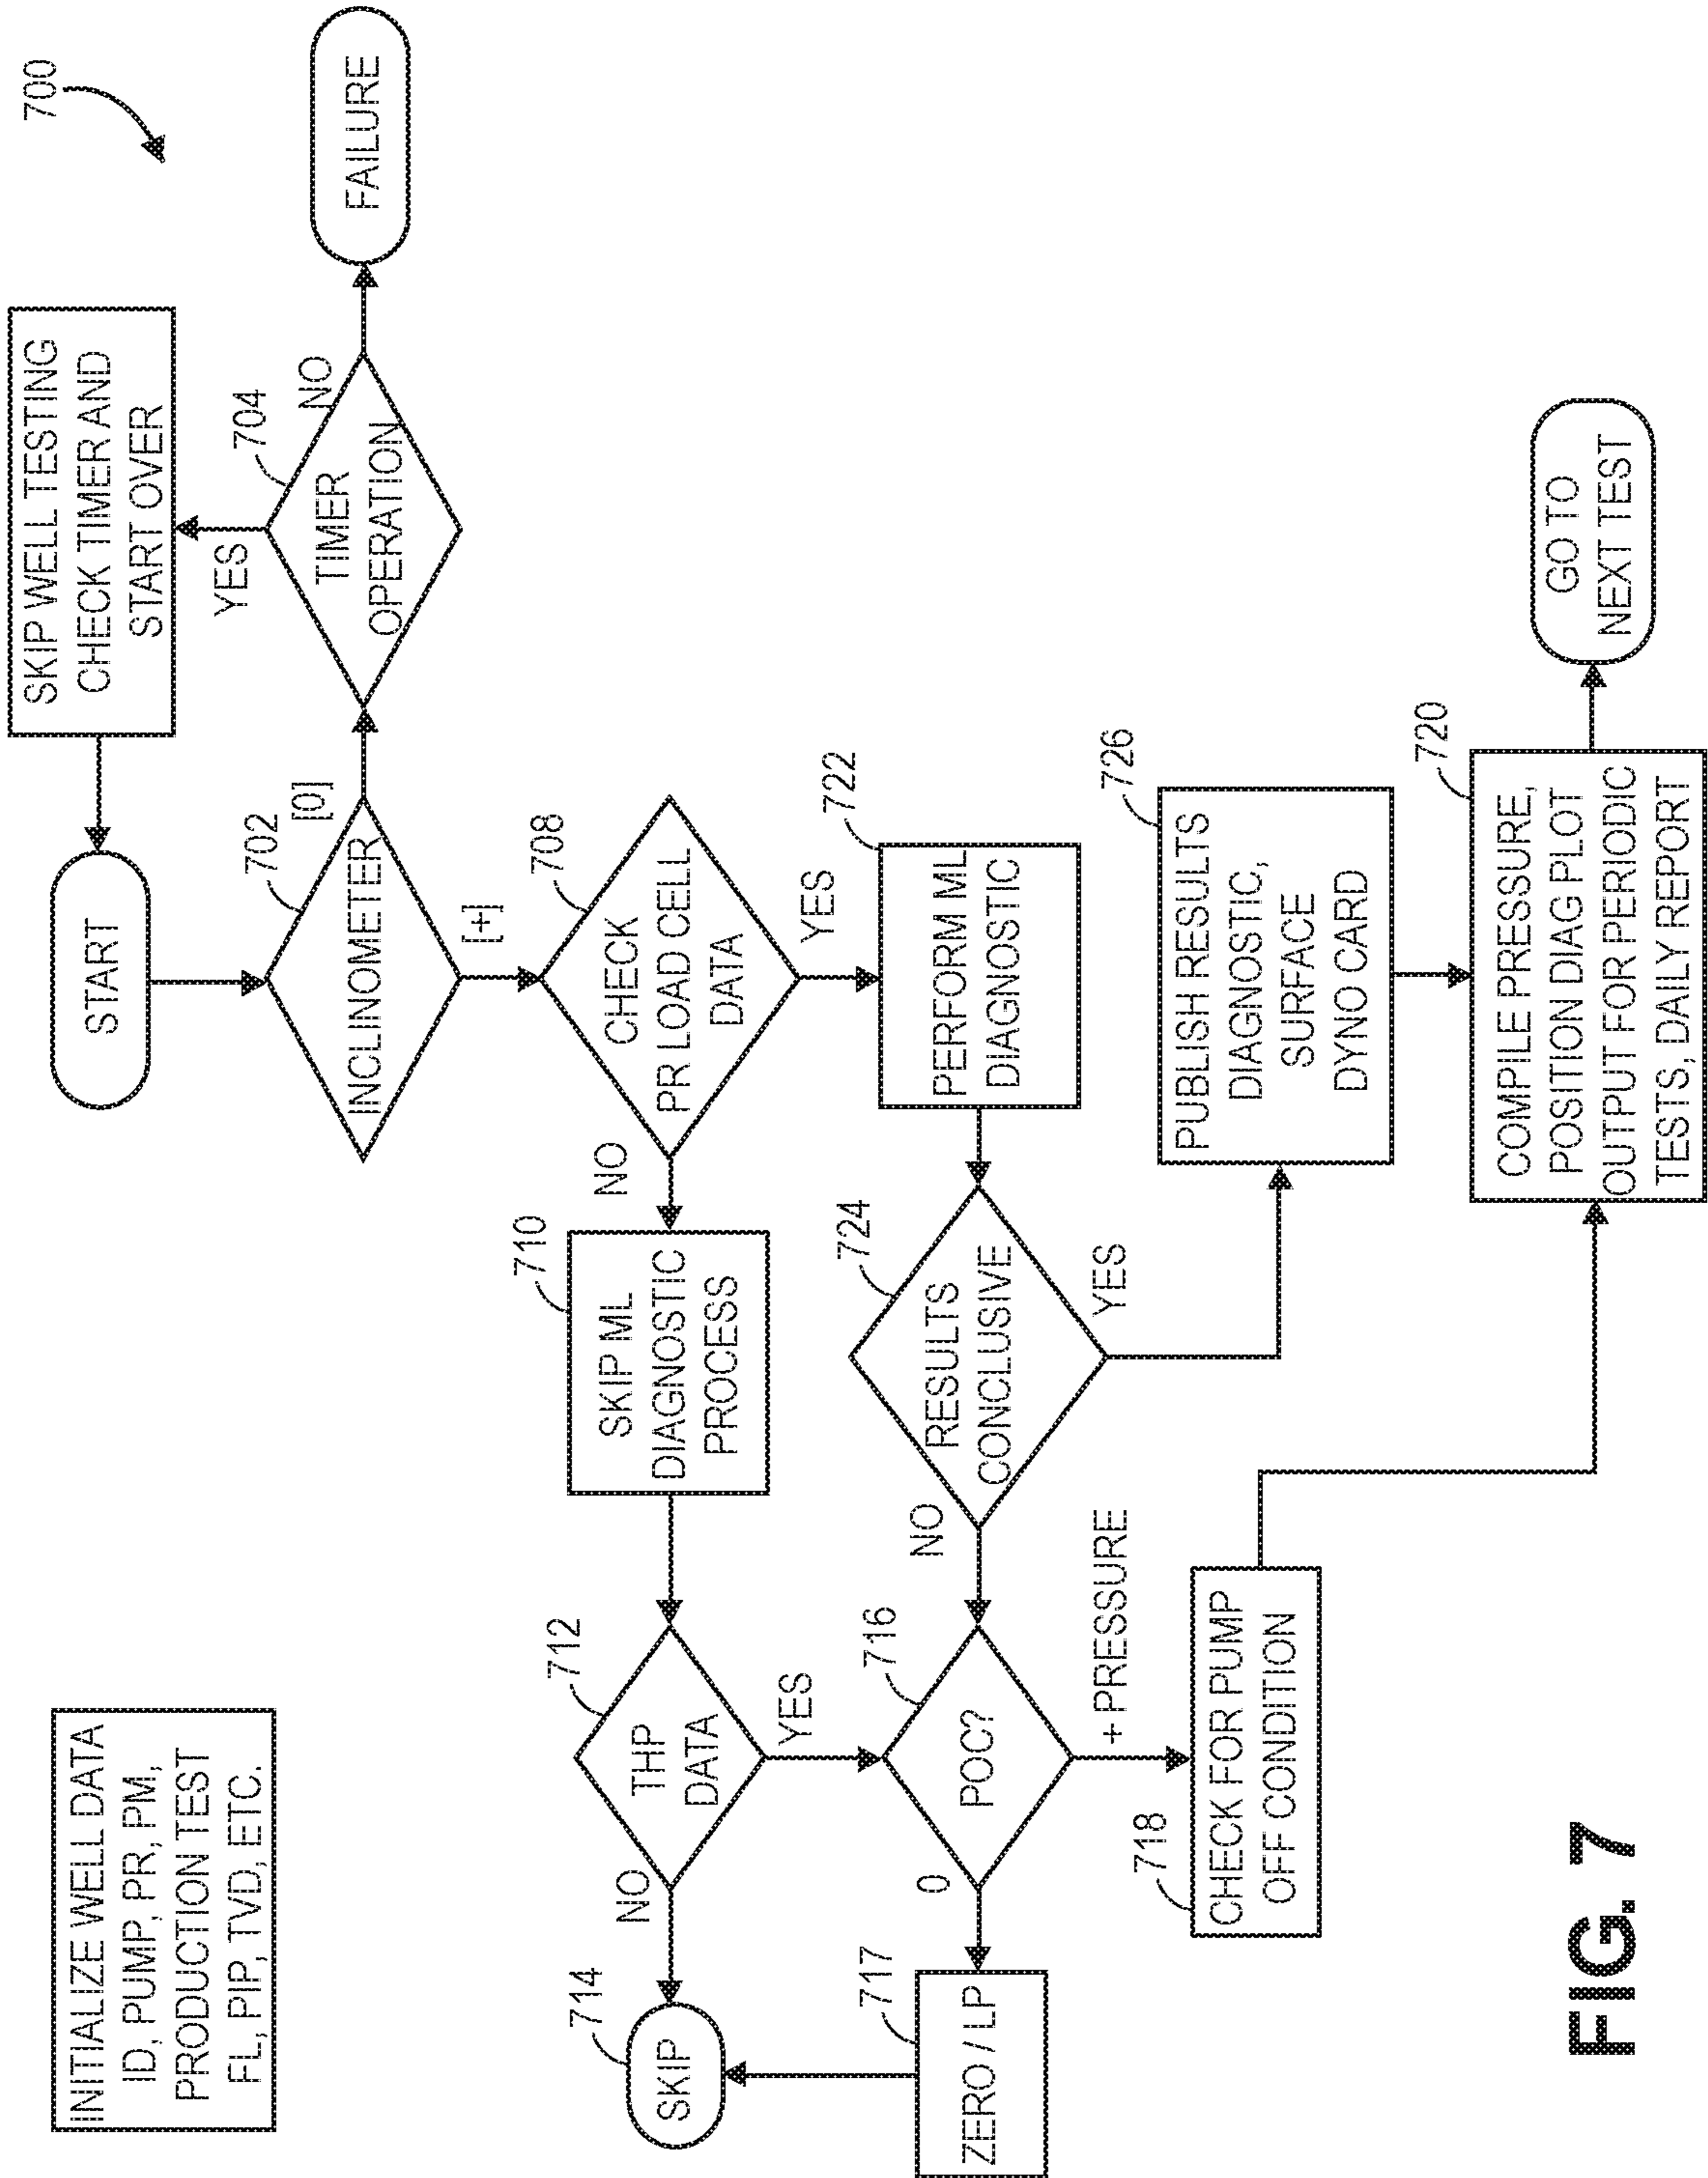 700
INITIALIZE WELL DATA
ID, PUMP, PR, PM,
PRODUCTION TEST
FL, PIP, TVD, ETC.
START
SKIP WELL TESTING
CHECK TIMER AND
START OVER
702
INCLINOMETER
[0]
[+]
704
TIMER
OPERATION
YES
NO
FAILURE
708
CHECK
PR LOAD CELL
DATA
NO
YES
710
SKIP ML
DIAGNOSTIC
PROCESS
712
THP
DATA
NO
YES
714
SKIP
722
PERFORM ML
DIAGNOSTIC
724
RESULTS
CONCLUSIVE
NO
YES
716
POC?
0
+ PRESSURE
717
ZERO / LP
718
CHECK FOR PUMP
OFF CONDITION
726
PUBLISH RESULTS
DIAGNOSTIC,
SURFACE
DYNO CARD
720
COMPILE PRESSURE,
POSITION DIAG PLOT
OUTPUT FOR PERIODIC
TESTS, DAILY REPORT
GO TO
NEXT TEST
FIG. 7